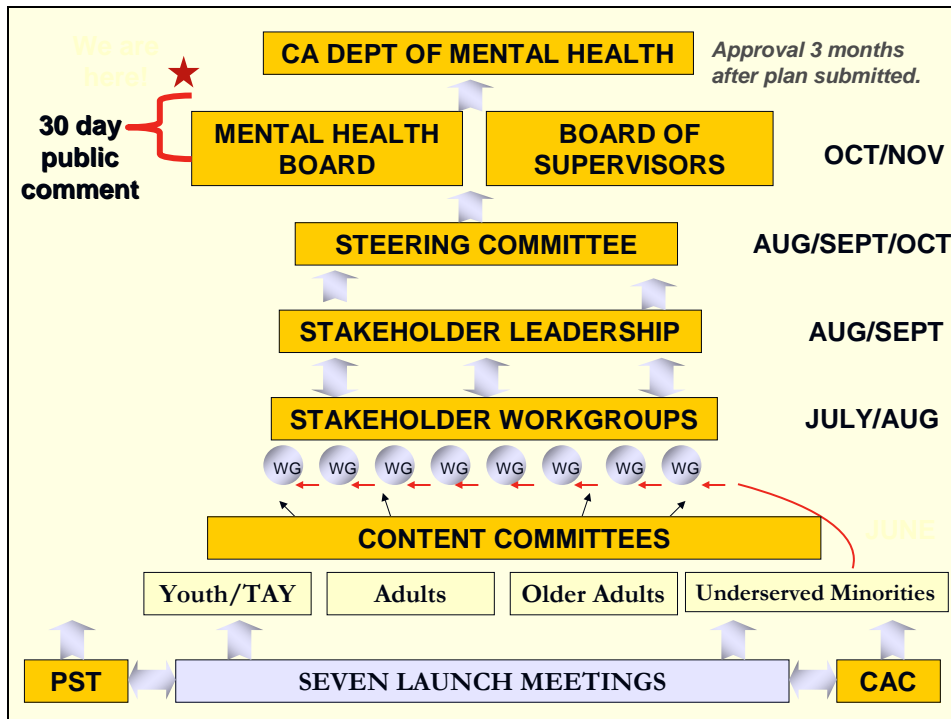 We are
here!
CA DEPT OF MENTAL HEALTH
Approval 3 months
after plan submitted.
30 day
public
comment
MENTAL HEALTH
BOARD
BOARD OF
SUPERVISORS
OCT/NOV
STEERING COMMITTEE
AUG/SEPT/OCT
STAKEHOLDER LEADERSHIP
AUG/SEPT
STAKEHOLDER WORKGROUPS
JULY/AUG
WG WG WG WG WG WG WG WG
CONTENT COMMITTEES
JUNE
Youth/TAY
Adults
Older Adults
Underserved Minorities
PST
SEVEN LAUNCH MEETINGS
CAC